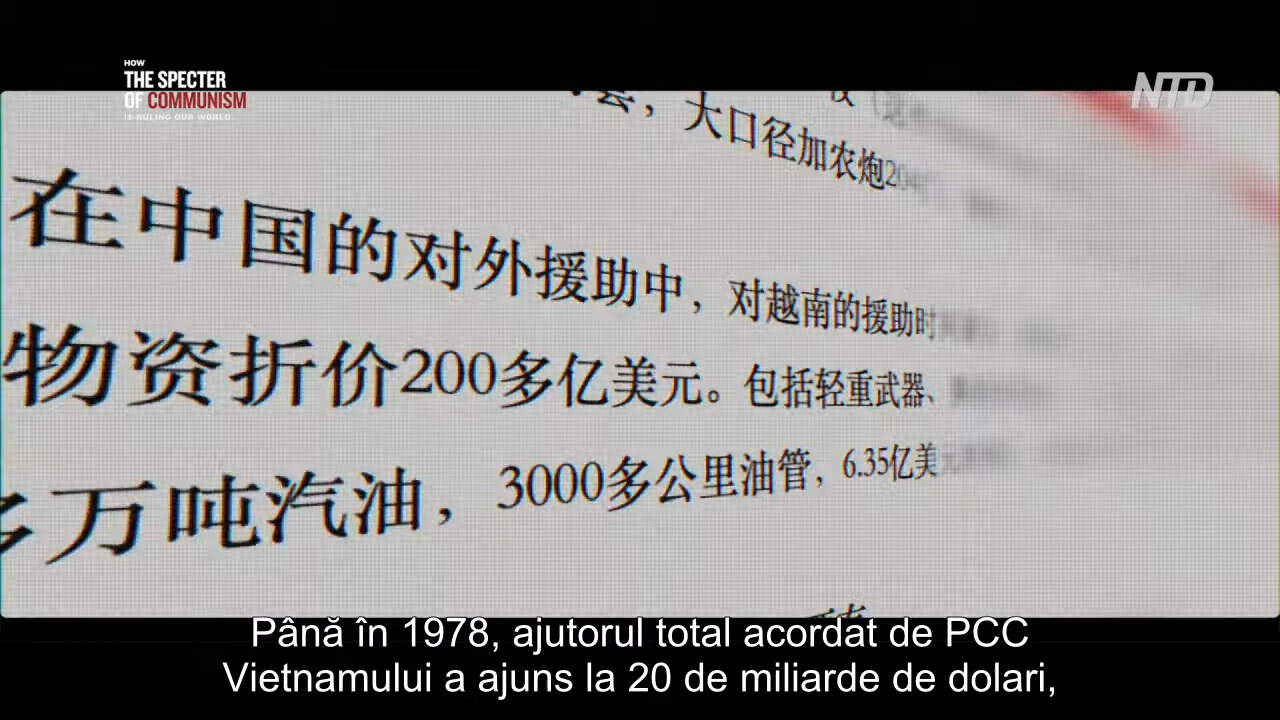 HOW
THE SPECTER
OF COMMUNISM
IS RULING OUR WORLD
NTD
大口径加农炮
在中国的对外援助中，对越南的援助时
物资折价200多亿美元。包括轻重武器、
万吨汽油，3000多公里油管，6.35亿美
Până în 1978, ajutorul total acordat de PCC
Vietnamului a ajuns la 20 de miliarde de dolari,